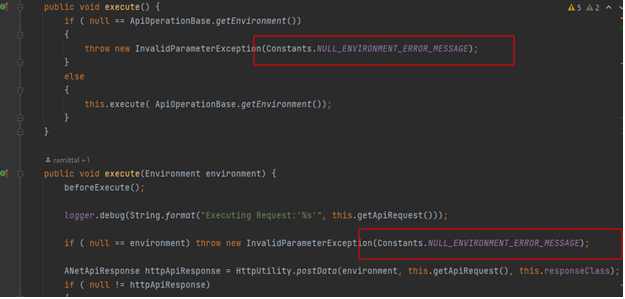 5 2
public void execute() {
if ( null == ApiOperationBase.getEnvironment())
{
throw new InvalidParameterException(Constants.NULL_ENVIRONMENT_ERROR_MESSAGE);
}
else
{
this.execute( ApiOperationBase.getEnvironment());
}
}
ramittal +1
public void execute(Environment environment) {
beforeExecute();
logger.debug(String.format("Executing Request:'%s'", this.getApiRequest()));
if ( null == environment) throw new InvalidParameterException(Constants.NULL_ENVIRONMENT_ERROR_MESSAGE);
ANetApiResponse httpApiResponse = HttpUtility.postData(environment, this.getApiRequest(), this.responseClass);
if ( null != httpApiResponse)
{